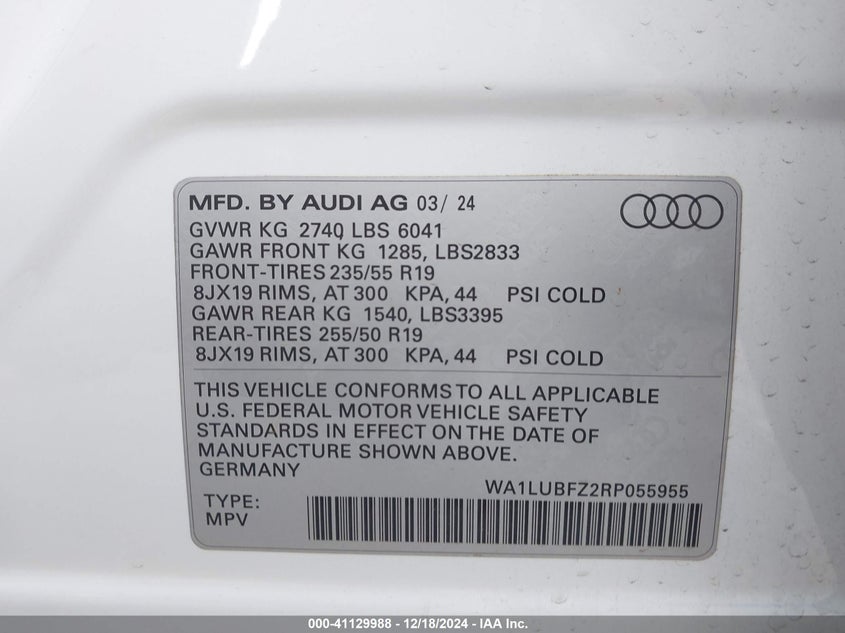 MFD. BY AUDI AG 03/ 24
GVWR KG 2740 LBS 6041
GAWR FRONT KG 1285, LBS2833
FRONT-TIRES 235/55 R19
8JX19 RIMS, AT 300 KPA, 44 PSI COLD
GAWR REAR KG 1540, LBS3395
REAR-TIRES 255/50 R19
8JX19 RIMS, AT 300 KPA, 44 PSI COLD
THIS VEHICLE CONFORMS TO ALL APPLICABLE
U.S. FEDERAL MOTOR VEHICLE SAFETY
STANDARDS IN EFFECT ON THE DATE OF
MANUFACTURE SHOWN ABOVE.
GERMANY
WA1LUBFZ2RP055955
TYPE:
MPV
000-41129988 - 12/18/2024 - IAA Inc.